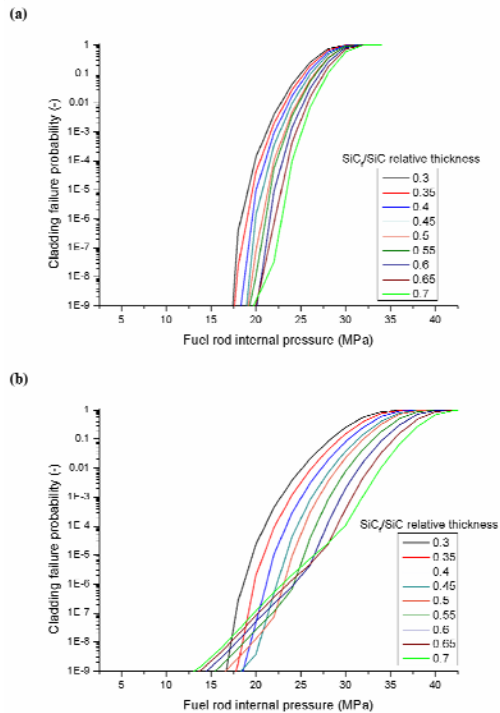 (a)
Cladding failure probability (-)
1
0.1
0.01
1E-3
1E-4
1E-5
1E-6
1E-7
1E-8
1E-9
SiCf/SiC relative thickness
0.3
0.35
0.4
0.45
0.5
0.55
0.6
0.65
0.7
5 10 15 20 25 30 35 40
Fuel rod internal pressure (MPa)
(b)
Cladding failure probability (-)
1
0.1
0.01
1E-3
1E-4
1E-5
1E-6
1E-7
1E-8
1E-9
SiCf/SiC relative thickness
0.3
0.35
0.4
0.45
0.5
0.55
0.6
0.65
0.7
5 10 15 20 25 30 35 40
Fuel rod internal pressure (MPa)